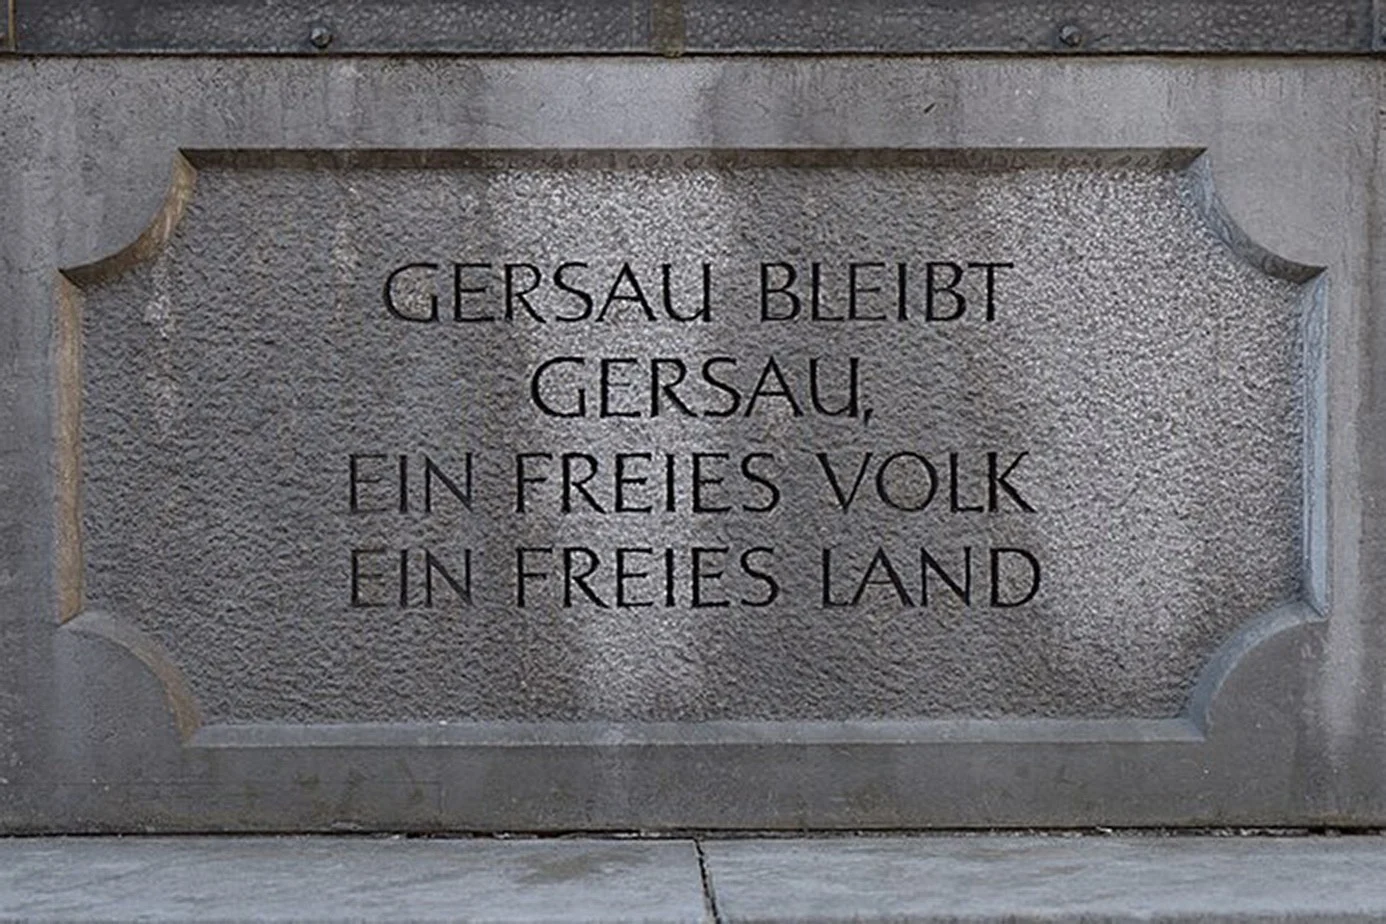 GERSAU BLEIBT
GERSAU,
EIN FREIES VOLK
EIN FREIES LAND